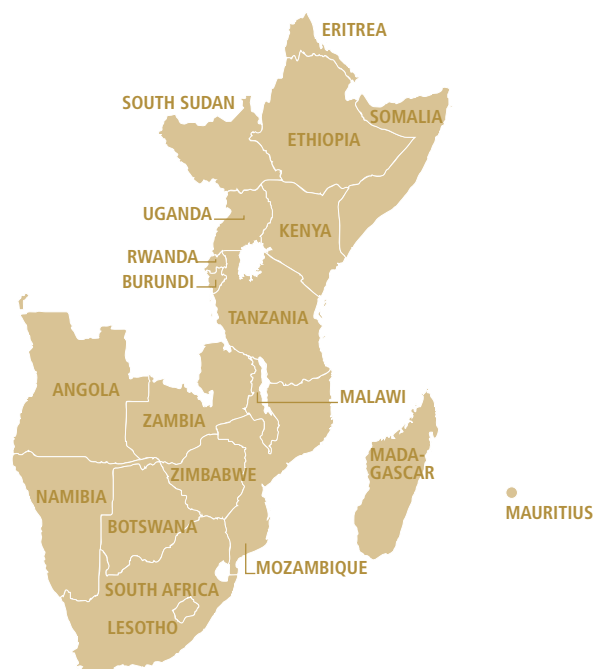 ERITREA
SOUTH SUDAN
SOMALIA
ETHIOPIA
UGANDA
KENYA
RWANDA
BURUNDI
TANZANIA
ANGOLA
MALAWI
ZAMBIA
MADA-
GASCAR
ZIMBABWE
NAMIBIA
MAURITIUS
BOTSWANA
MOZAMBIQUE
SOUTH AFRICA
LESOTHO